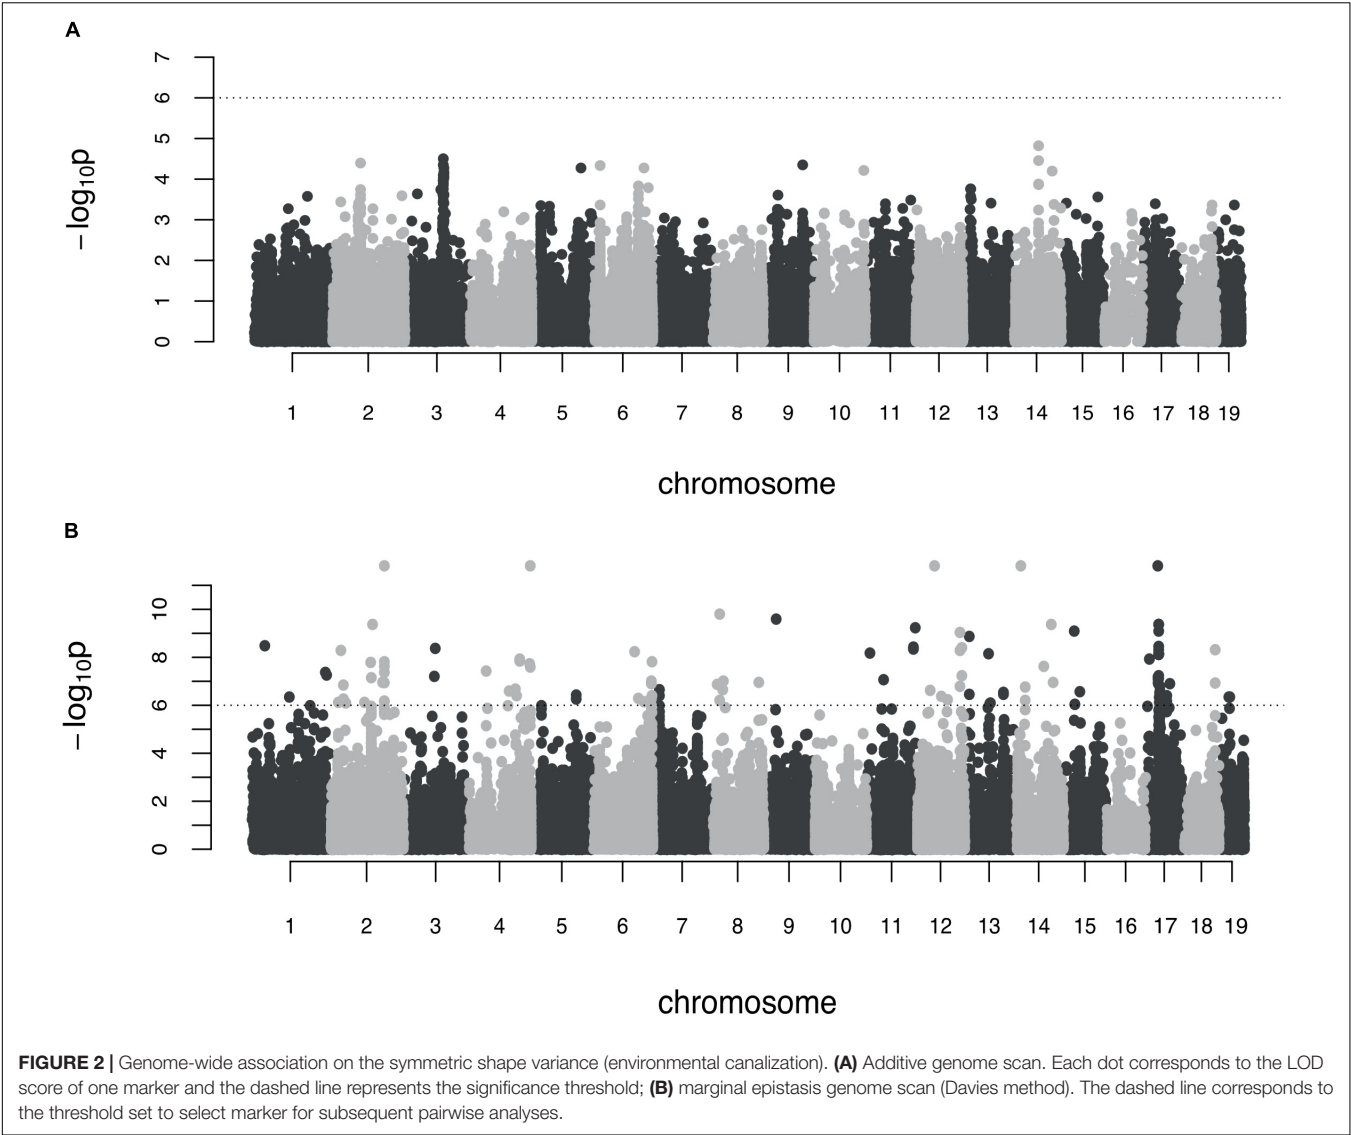 A
7
6
5
4
3
2
1
0
−log10p
1 2 3 4 5 6 7 8 9 10 11 12 13 14 15 16 17 18 19
chromosome
B
10
8
6
4
2
0
−log10p
1 2 3 4 5 6 7 8 9 10 11 12 13 14 15 16 17 18 19
chromosome
FIGURE 2 | Genome-wide association on the symmetric shape variance (environmental canalization). (A) Additive genome scan. Each dot corresponds to the LOD
score of one marker and the dashed line represents the significance threshold; (B) marginal epistasis genome scan (Davies method). The dashed line corresponds to
the threshold set to select marker for subsequent pairwise analyses.